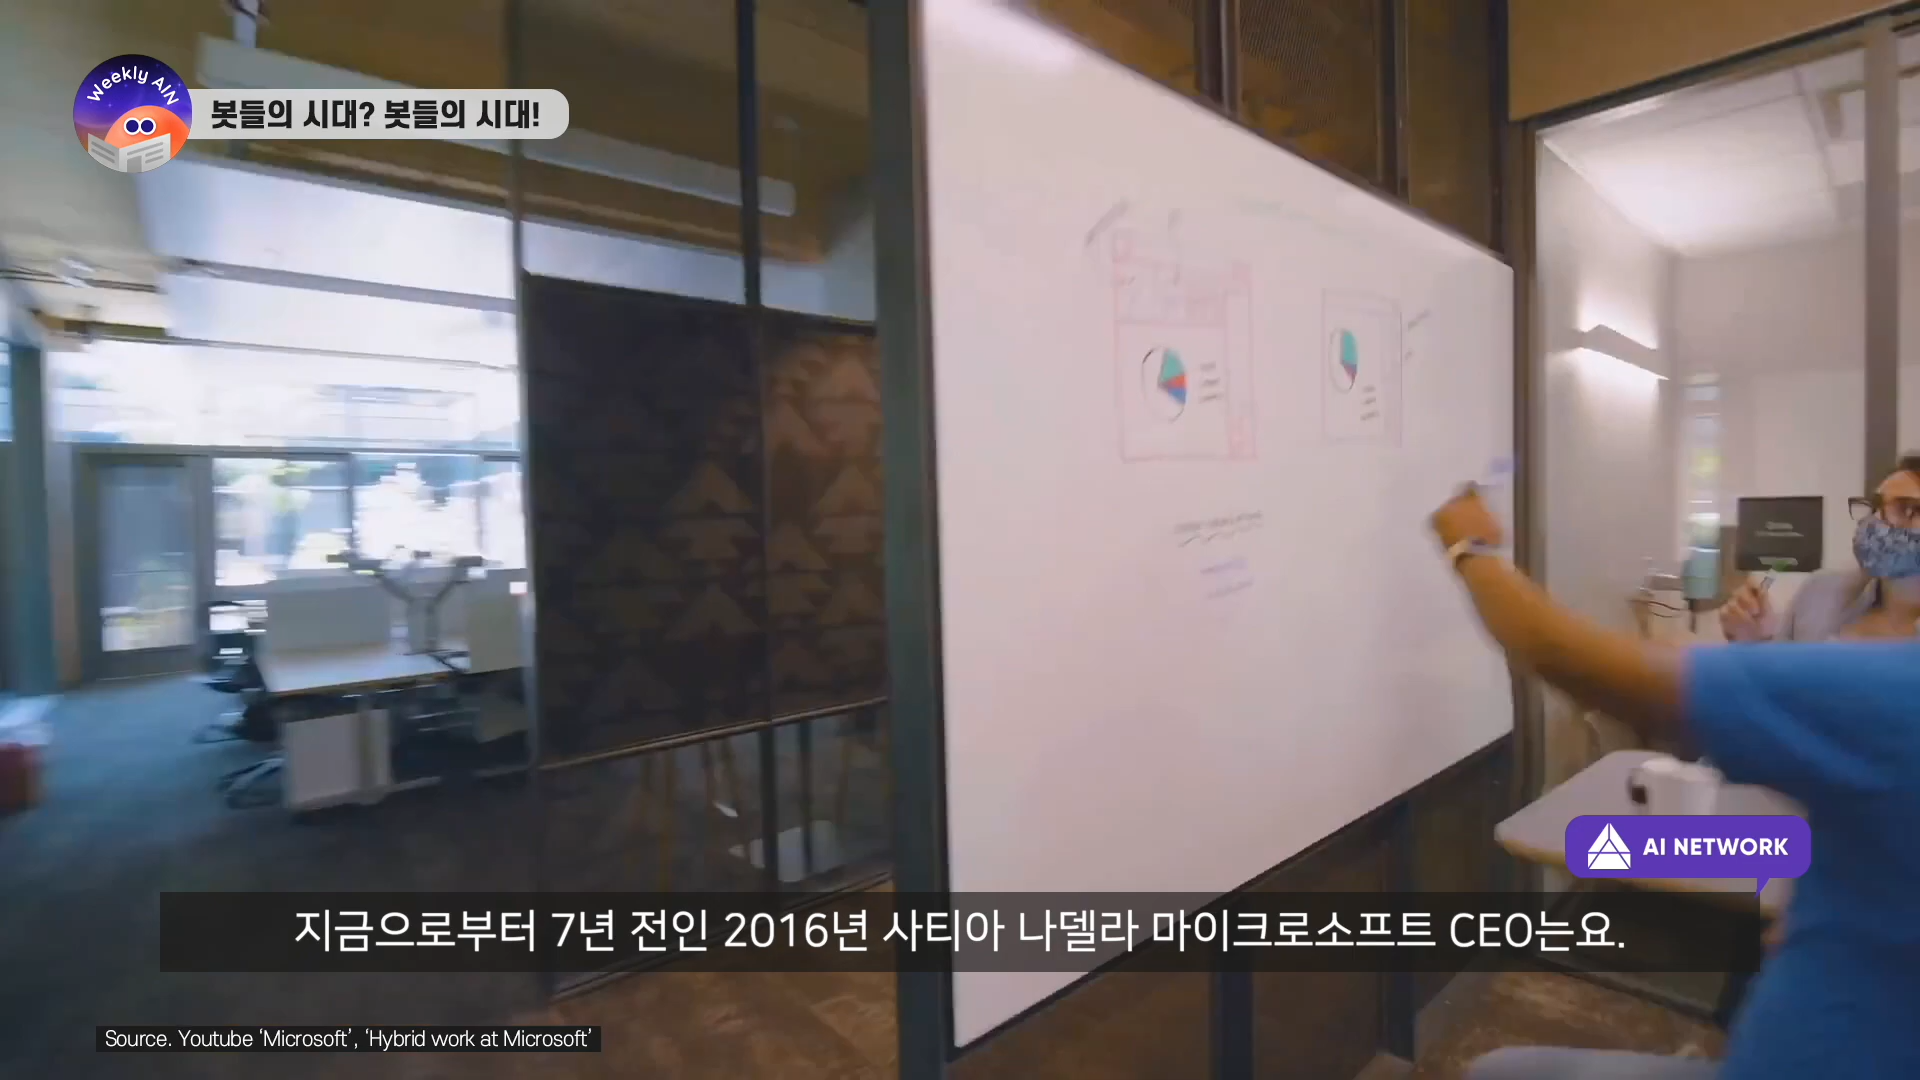 Weekly AIN
봇들의 시대? 봇들의 시대!
AI NETWORK
지금으로부터 7년 전인 2016년 사티아 나델라 마이크로소프트 CEO는요.
Source. Youtube ‘Microsoft’, ‘Hybrid work at Microsoft’